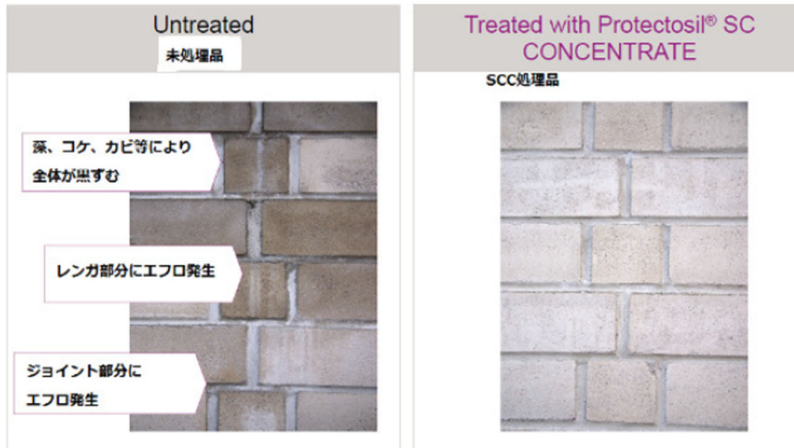 Untreated
未処理品
藻、コケ、カビ等により
全体が黒ずむ
レンガ部分にエフロ発生
ジョイント部分に
エフロ発生
Treated with Protectosil® SC
CONCENTRATE
SCC処理品